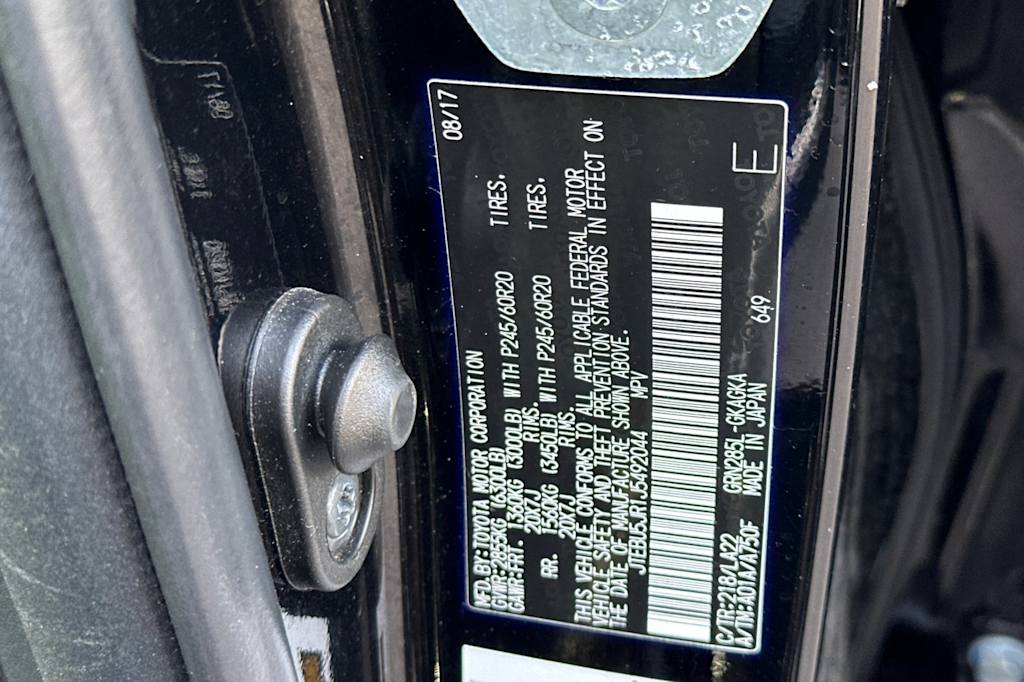 MFD.BY:TOYOTA MOTOR CORPORATION 08/17
GVWR:2855KG (6300LB)
GAWR:FRT. 1360KG (3000LB) WITH P245/60R20 TIRES,
20X7J RIMS.
RR. 1560KG (3450LB) WITH P245/60R20 TIRES,
20X7J RIMS.
THIS VEHICLE CONFORMS TO ALL APPLICABLE FEDERAL MOTOR
VEHICLE SAFETY AND THEFT PREVENTION STANDARDS IN EFFECT ON
THE DATE OF MANUFACTURE SHOWN ABOVE.
JTEBU5JR1J5492044 MPV
C/TR:218/LA22 GRN285L-GKAGKA 649
A/TM:A01A/A750F MADE IN JAPAN E